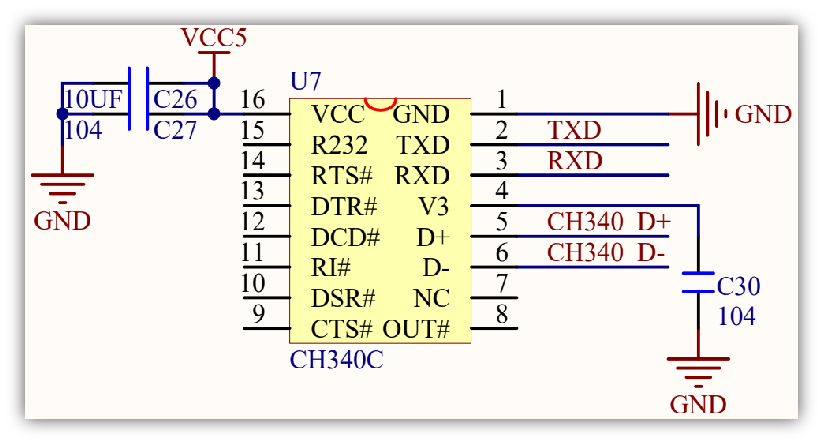 VCC5
U7
10UF C26
104 C27
GND
16 VCC GND 1 GND
15 R232 TXD 2 TXD
14 RTS# RXD 3 RXD
13 DTR# V3 4
12 DCD# D+ 5 CH340 D+
11 RI# D- 6 CH340 D-
10 DSR# NC 7
9 CTS# OUT# 8
CH340C
C30
104
GND